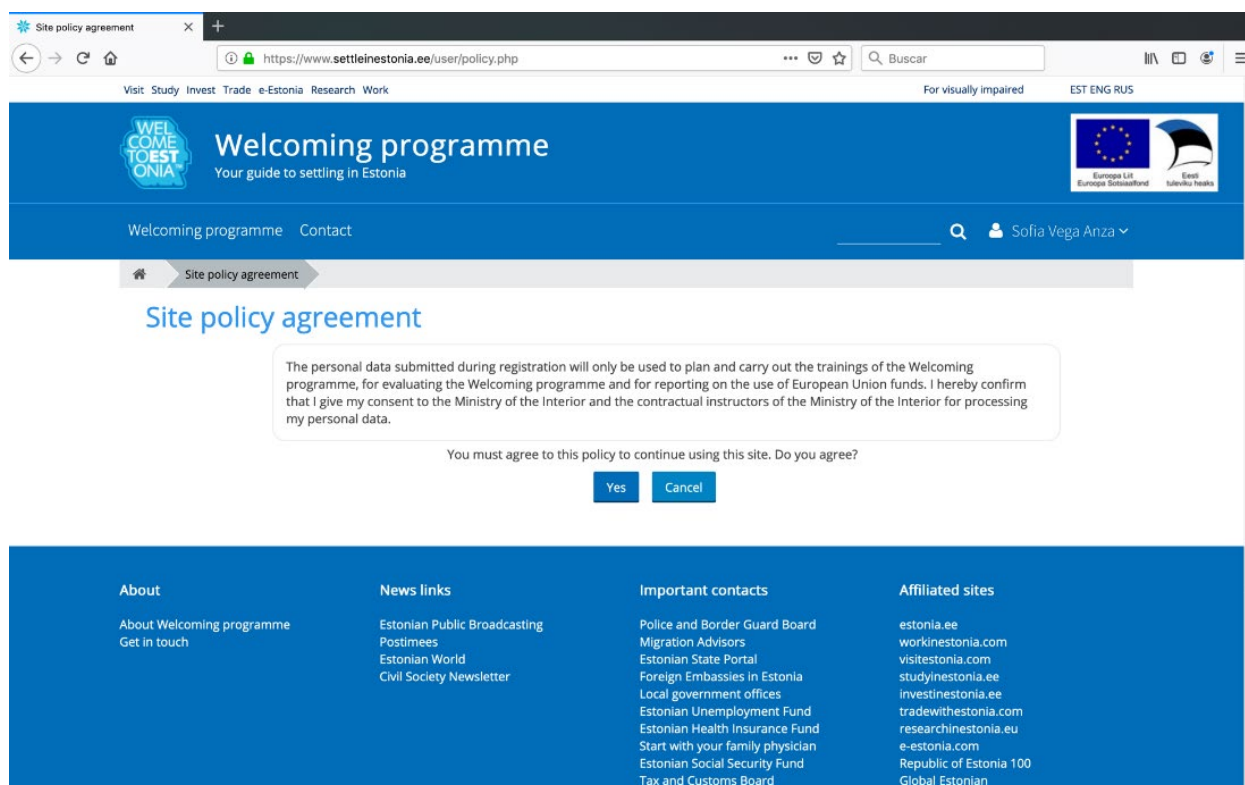 Site policy agreement
https://www.settleinestonia.ee/user/policy.php
Buscar
Visit Study Invest Trade e-Estonia Research Work
For visually impaired
EST ENG RUS
WEL
COME
TOEST
ONIA
Welcoming programme
Your guide to settling in Estonia
Euroopa Liit
Euroopa Sotsiaalfond
Eesti
tuleviku heaks
Welcoming programme Contact
Sofia Vega Anza
Site policy agreement
Site policy agreement
The personal data submitted during registration will only be used to plan and carry out the trainings of the Welcoming
programme, for evaluating the Welcoming programme and for reporting on the use of European Union funds. I hereby confirm
that I give my consent to the Ministry of the Interior and the contractual instructors of the Ministry of the Interior for processing
my personal data.
You must agree to this policy to continue using this site. Do you agree?
Yes
Cancel
About
About Welcoming programme
Get in touch
News links
Estonian Public Broadcasting
Postimees
Estonian World
Civil Society Newsletter
Important contacts
Police and Border Guard Board
Migration Advisors
Estonian State Portal
Foreign Embassies in Estonia
Local government offices
Estonian Unemployment Fund
Estonian Health Insurance Fund
Start with your family physician
Estonian Social Security Fund
Tax and Customs Board
Affiliated sites
estonia.ee
workinestonia.com
visitestonia.com
studyinestonia.ee
investinestonia.ee
tradewithestonia.com
researchinestonia.eu
e-estonia.com
Republic of Estonia 100
Global Estonian